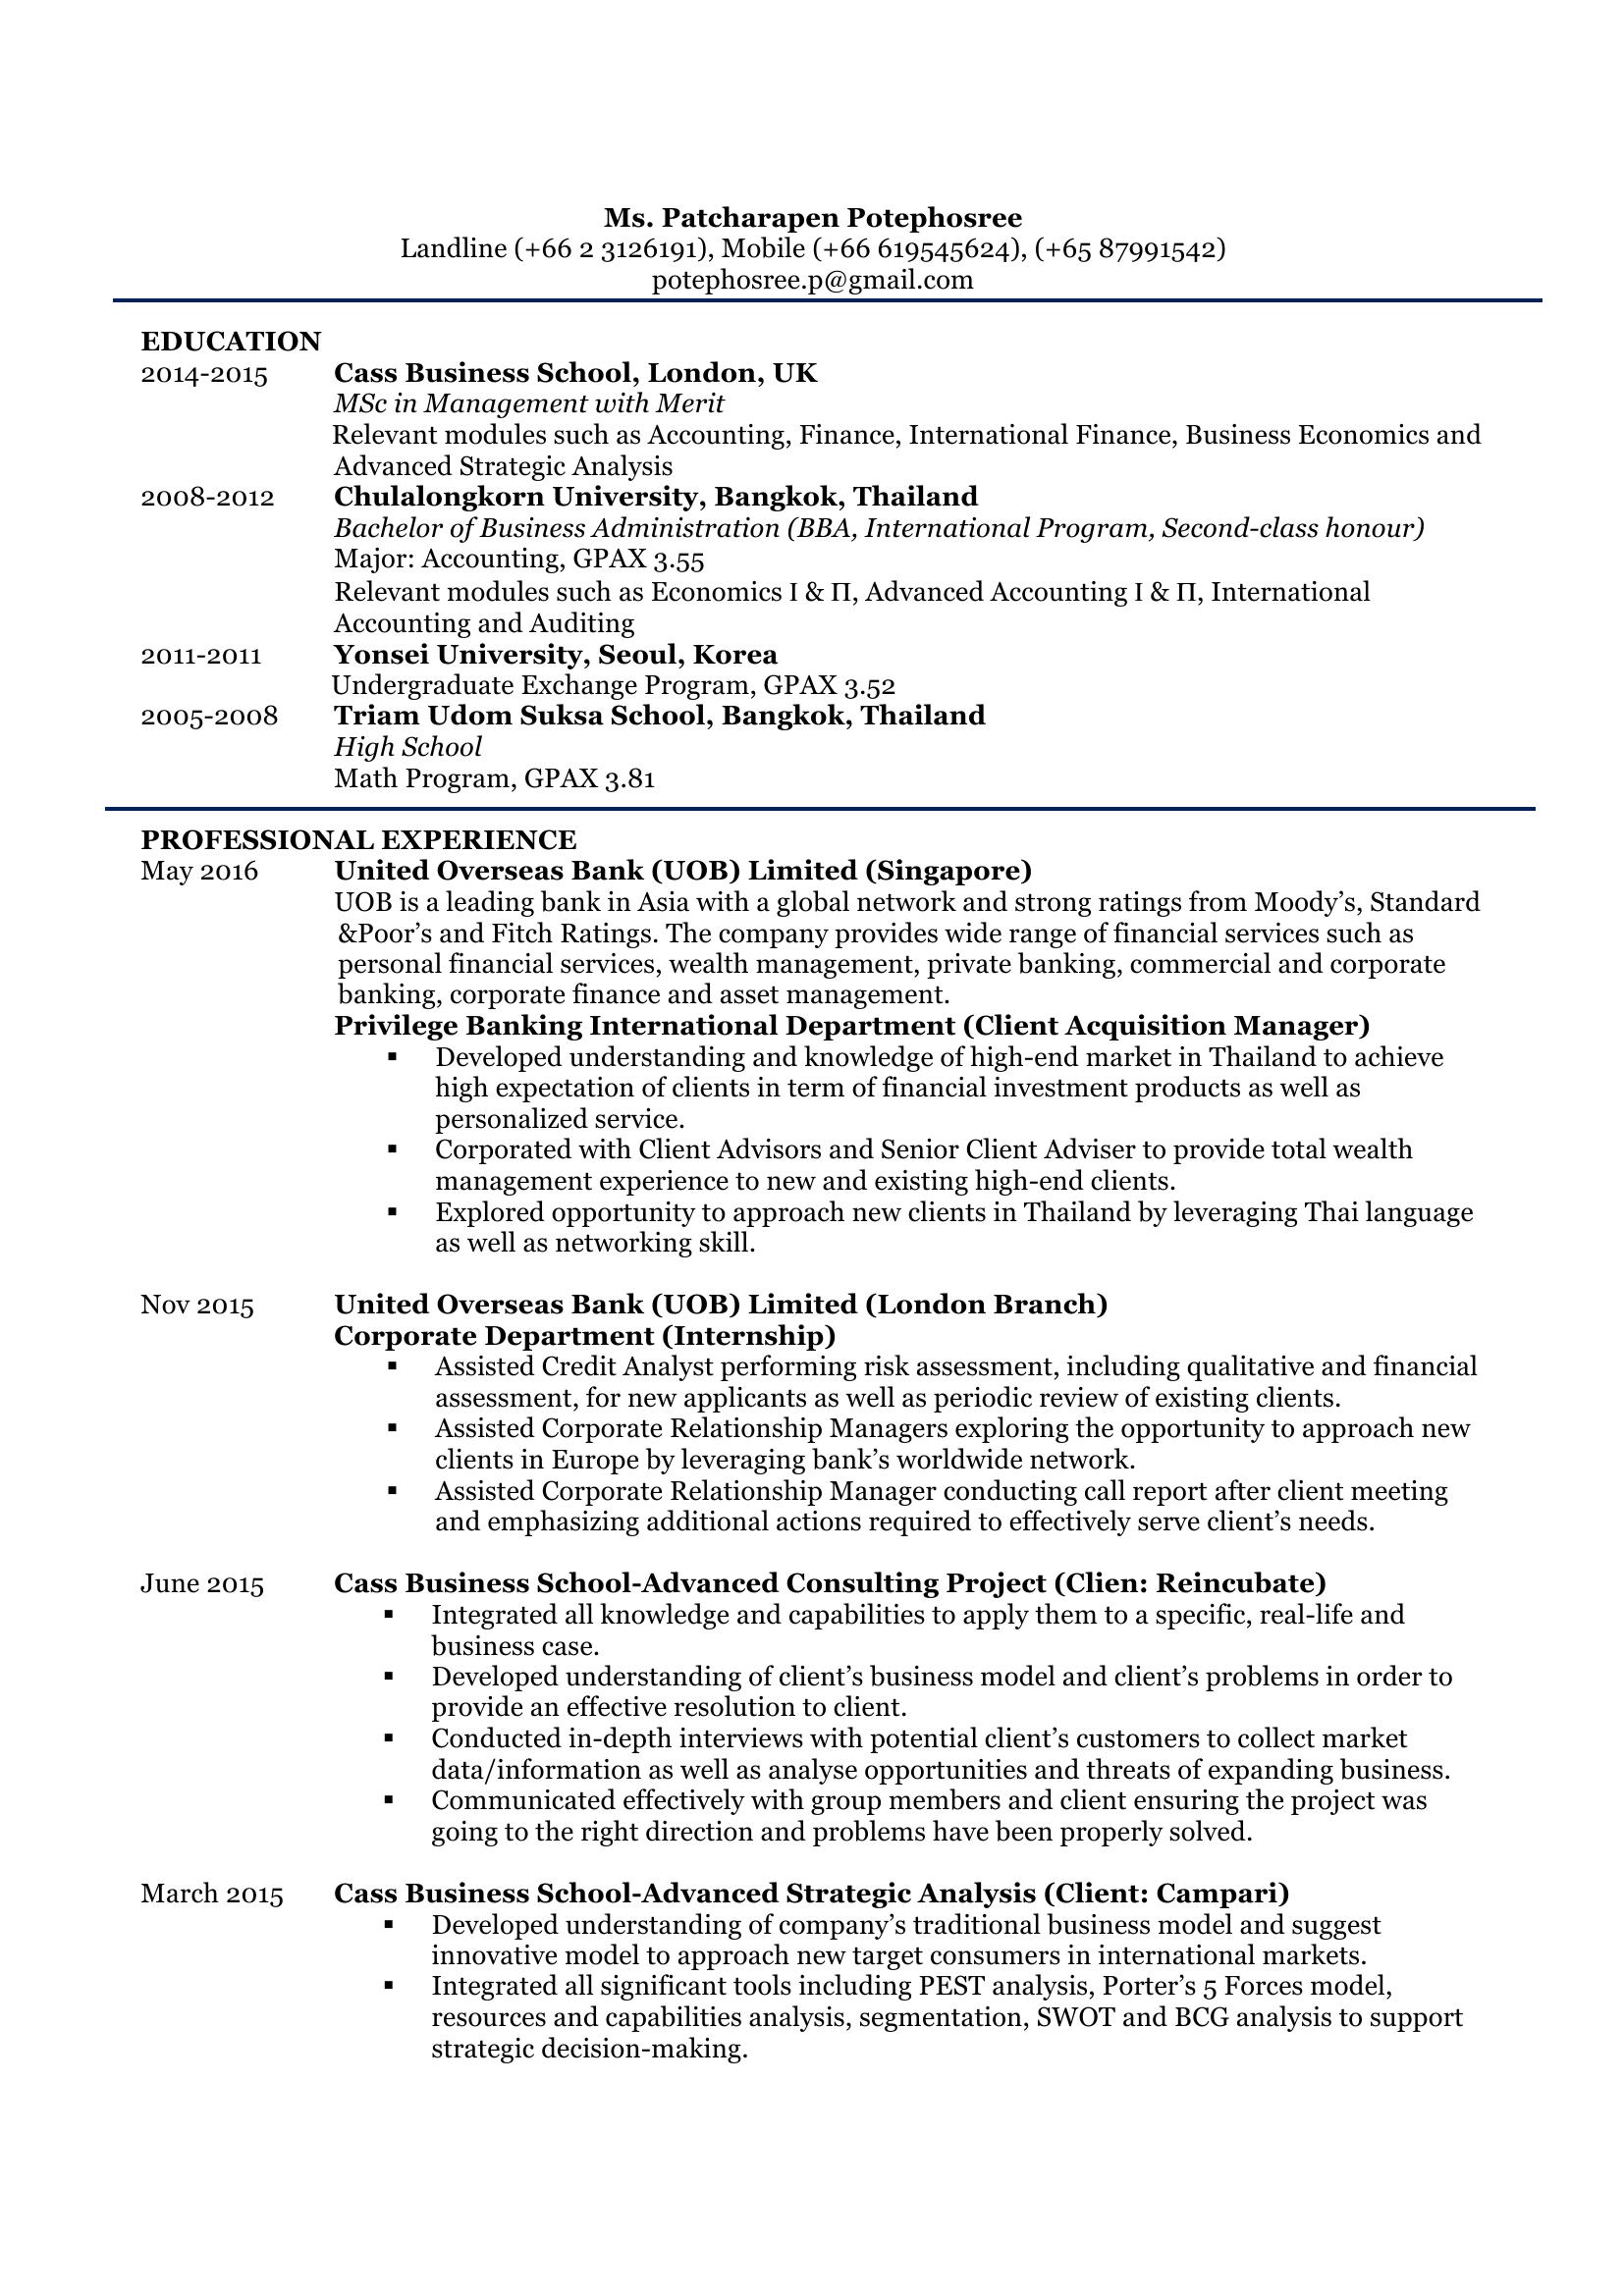 Ms. Patcharapen Potephosree
Landline (+66 2 3126191), Mobile (+66 619545624), (+65 87991542)
potephosree.p@gmail.com
EDUCATION
2014-2015 Cass Business School, London, UK
MSc in Management with Merit
Relevant modules such as Accounting, Finance, International Finance, Business Economics and
Advanced Strategic Analysis
2008-2012 Chulalongkorn University, Bangkok, Thailand
Bachelor of Business Administration (BBA, International Program, Second-class honour)
Major: Accounting, GPAX 3.55
Relevant modules such as Economics I & Π, Advanced Accounting I & Π, International
Accounting and Auditing
2011-2011 Yonsei University, Seoul, Korea
Undergraduate Exchange Program, GPAX 3.52
2005-2008 Triam Udom Suksa School, Bangkok, Thailand
High School
Math Program, GPAX 3.81
PROFESSIONAL EXPERIENCE
May 2016 United Overseas Bank (UOB) Limited (Singapore)
UOB is a leading bank in Asia with a global network and strong ratings from Moody’s, Standard
&Poor’s and Fitch Ratings. The company provides wide range of financial services such as
personal financial services, wealth management, private banking, commercial and corporate
banking, corporate finance and asset management.
Privilege Banking International Department (Client Acquisition Manager)
▪ Developed understanding and knowledge of high-end market in Thailand to achieve
high expectation of clients in term of financial investment products as well as
personalized service.
▪ Corporated with Client Advisors and Senior Client Adviser to provide total wealth
management experience to new and existing high-end clients.
▪ Explored opportunity to approach new clients in Thailand by leveraging Thai language
as well as networking skill.
Nov 2015 United Overseas Bank (UOB) Limited (London Branch)
Corporate Department (Internship)
▪ Assisted Credit Analyst performing risk assessment, including qualitative and financial
assessment, for new applicants as well as periodic review of existing clients.
▪ Assisted Corporate Relationship Managers exploring the opportunity to approach new
clients in Europe by leveraging bank’s worldwide network.
▪ Assisted Corporate Relationship Manager conducting call report after client meeting
and emphasizing additional actions required to effectively serve client’s needs.
June 2015 Cass Business School-Advanced Consulting Project (Clien: Reincubate)
▪ Integrated all knowledge and capabilities to apply them to a specific, real-life and
business case.
▪ Developed understanding of client’s business model and client’s problems in order to
provide an effective resolution to client.
▪ Conducted in-depth interviews with potential client’s customers to collect market
data/information as well as analyse opportunities and threats of expanding business.
▪ Communicated effectively with group members and client ensuring the project was
going to the right direction and problems have been properly solved.
March 2015 Cass Business School-Advanced Strategic Analysis (Client: Campari)
▪ Developed understanding of company’s traditional business model and suggest
innovative model to approach new target consumers in international markets.
▪ Integrated all significant tools including PEST analysis, Porter’s 5 Forces model,
resources and capabilities analysis, segmentation, SWOT and BCG analysis to support
strategic decision-making.